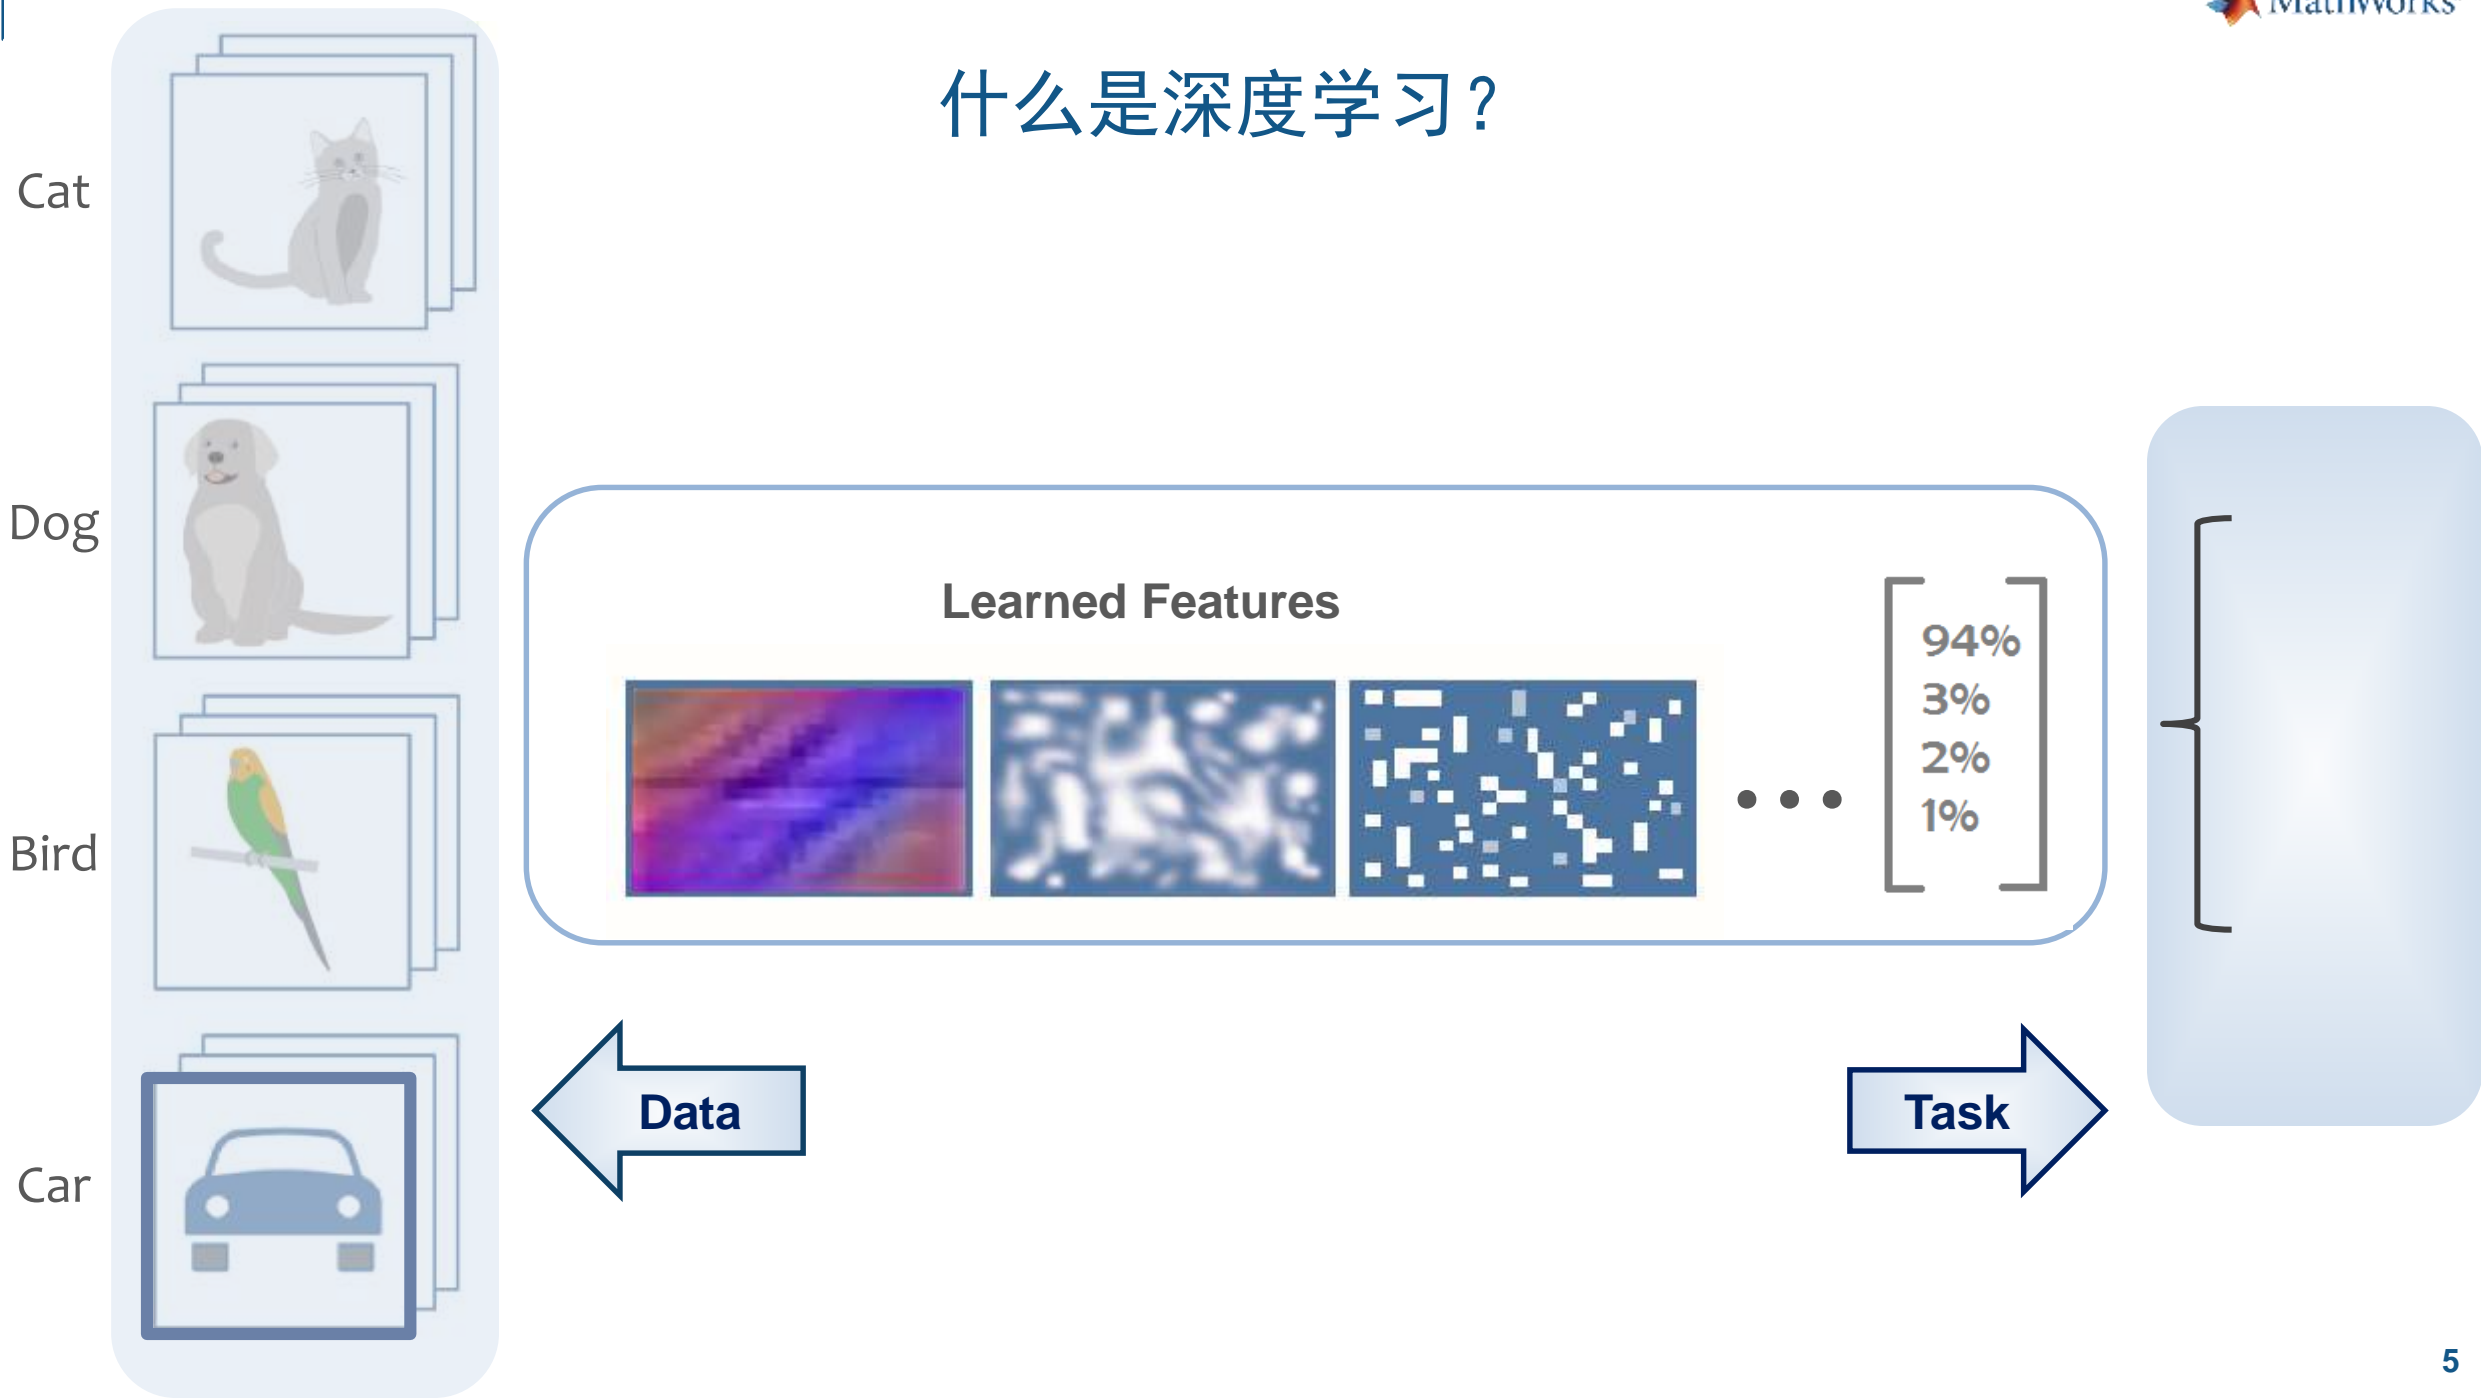 MathWorks
什么是深度学习？
Cat
Dog
Bird
Car
Learned Features
94%
3%
2%
1%
Data
Task
5